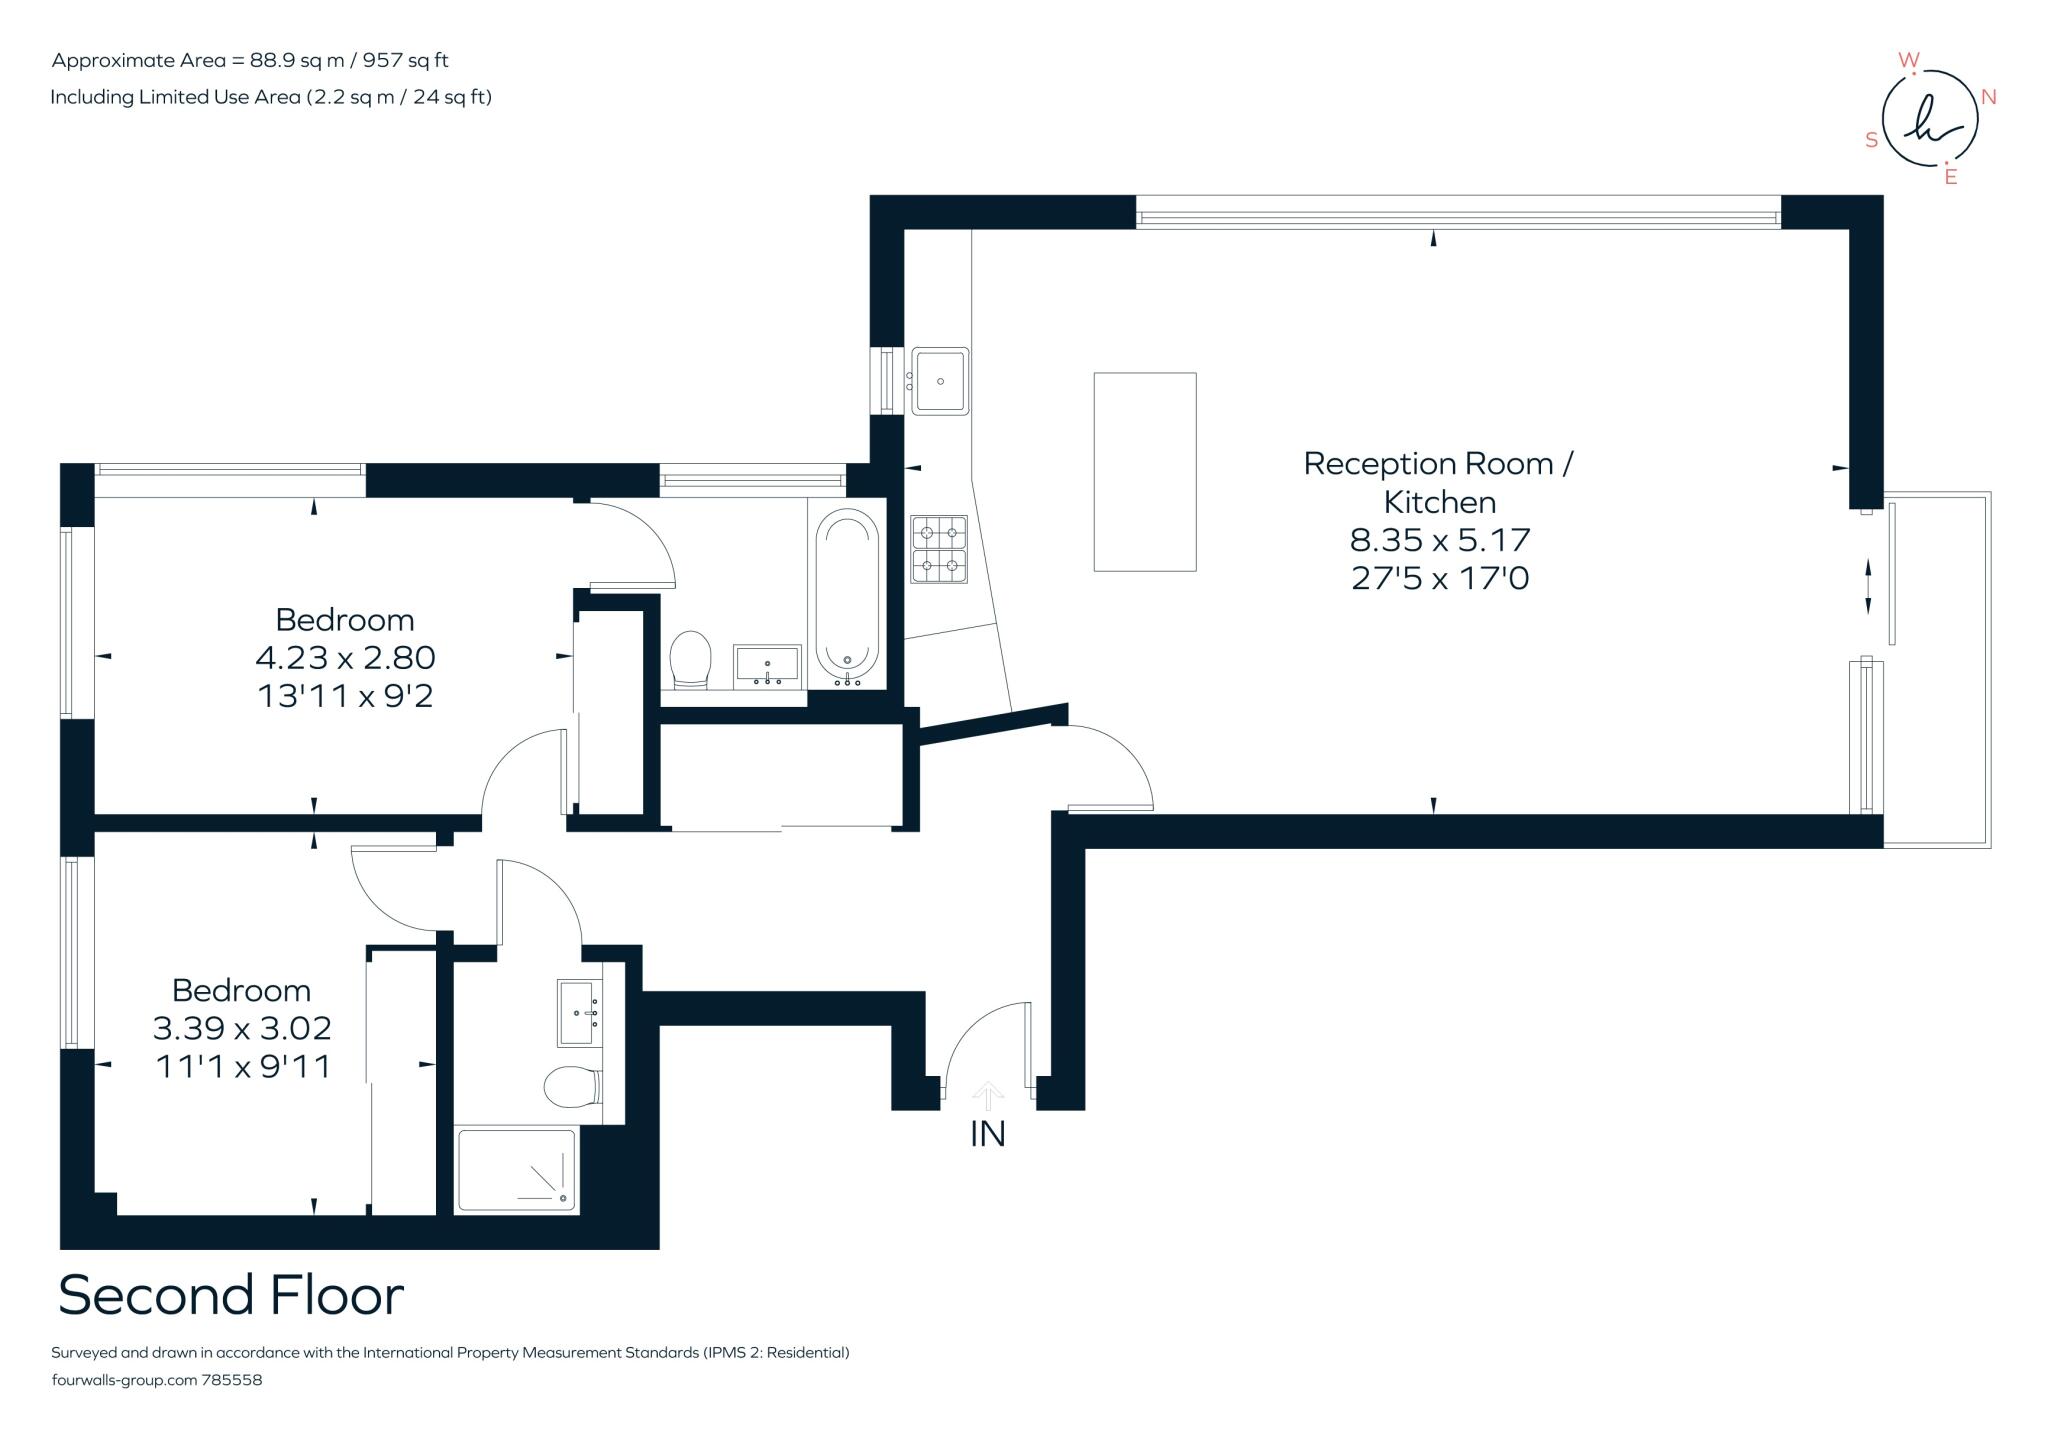 Approximate Area = 88.9 sq m / 957 sq ft
Including Limited Use Area (2.2 sq m / 24 sq ft)
W
N
S
E
Reception Room /
Kitchen
8.35 x 5.17
27'5 x 17'0
Bedroom
4.23 x 2.80
13'11 x 9'2
Bedroom
3.39 x 3.02
11'1 x 9'11
IN
Second Floor
Surveyed and drawn in accordance with the International Property Measurement Standards (IPMS 2: Residential)
fourwalls-group.com 785558